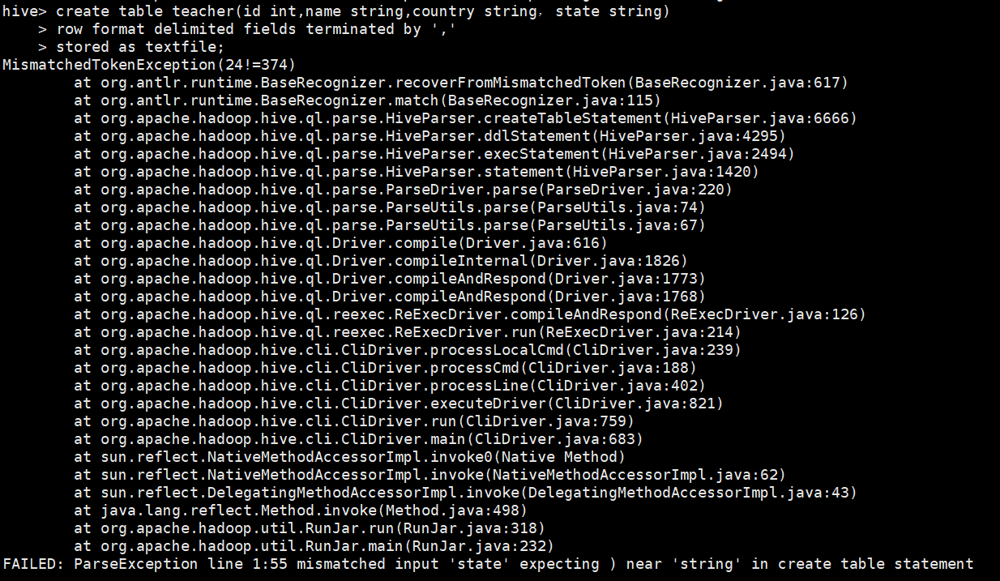 hive> create table teacher(id int,name string,country string，state string)
    > row format delimited fields terminated by ','
    > stored as textfile;
MismatchedTokenException(24!=374)
        at org.antlr.runtime.BaseRecognizer.recoverFromMismatchedToken(BaseRecognizer.java:617)
        at org.antlr.runtime.BaseRecognizer.match(BaseRecognizer.java:115)
        at org.apache.hadoop.hive.ql.parse.HiveParser.createTableStatement(HiveParser.java:6666)
        at org.apache.hadoop.hive.ql.parse.HiveParser.ddlStatement(HiveParser.java:4295)
        at org.apache.hadoop.hive.ql.parse.HiveParser.execStatement(HiveParser.java:2494)
        at org.apache.hadoop.hive.ql.parse.HiveParser.statement(HiveParser.java:1420)
        at org.apache.hadoop.hive.ql.parse.ParseDriver.parse(ParseDriver.java:220)
        at org.apache.hadoop.hive.ql.parse.ParseUtils.parse(ParseUtils.java:74)
        at org.apache.hadoop.hive.ql.parse.ParseUtils.parse(ParseUtils.java:67)
        at org.apache.hadoop.hive.ql.Driver.compile(Driver.java:616)
        at org.apache.hadoop.hive.ql.Driver.compileInternal(Driver.java:1826)
        at org.apache.hadoop.hive.ql.Driver.compileAndRespond(Driver.java:1773)
        at org.apache.hadoop.hive.ql.Driver.compileAndRespond(Driver.java:1768)
        at org.apache.hadoop.hive.ql.reexec.ReExecDriver.compileAndRespond(ReExecDriver.java:126)
        at org.apache.hadoop.hive.ql.reexec.ReExecDriver.run(ReExecDriver.java:214)
        at org.apache.hadoop.hive.cli.CliDriver.processLocalCmd(CliDriver.java:239)
        at org.apache.hadoop.hive.cli.CliDriver.processCmd(CliDriver.java:188)
        at org.apache.hadoop.hive.cli.CliDriver.processLine(CliDriver.java:402)
        at org.apache.hadoop.hive.cli.CliDriver.executeDriver(CliDriver.java:821)
        at org.apache.hadoop.hive.cli.CliDriver.run(CliDriver.java:759)
        at org.apache.hadoop.hive.cli.CliDriver.main(CliDriver.java:683)
        at sun.reflect.NativeMethodAccessorImpl.invoke0(Native Method)
        at sun.reflect.NativeMethodAccessorImpl.invoke(NativeMethodAccessorImpl.java:62)
        at sun.reflect.DelegatingMethodAccessorImpl.invoke(DelegatingMethodAccessorImpl.java:43)
        at java.lang.reflect.Method.invoke(Method.java:498)
        at org.apache.hadoop.util.RunJar.run(RunJar.java:318)
        at org.apache.hadoop.util.RunJar.main(RunJar.java:232)
FAILED: ParseException line 1:55 mismatched input 'state' expecting ) near 'string' in create table statement